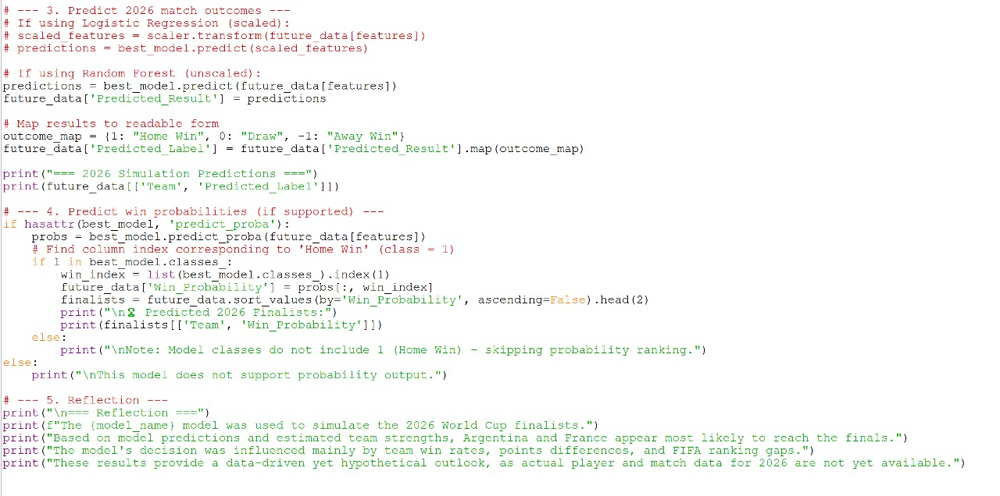 # --- 3. Predict 2026 match outcomes ---
# If using Logistic Regression (scaled):
# scaled_features = scaler.transform(future_data[features])
# predictions = best_model.predict(scaled_features)

# If using Random Forest (unscaled):
predictions = best_model.predict(future_data[features])
future_data['Predicted_Result'] = predictions

# Map results to readable form
outcome_map = {1: "Home Win", 0: "Draw", -1: "Away Win"}
future_data['Predicted_Label'] = future_data['Predicted_Result'].map(outcome_map)

print("=== 2026 Simulation Predictions ===")
print(future_data[['Team', 'Predicted_Label']])

# --- 4. Predict win probabilities (if supported) ---
if hasattr(best_model, 'predict_proba'):
    probs = best_model.predict_proba(future_data[features])
    # Find column index corresponding to 'Home Win' (class = 1)
    if 1 in best_model.classes_:
        win_index = list(best_model.classes_).index(1)
        future_data['Win_Probability'] = probs[:, win_index]
        finalists = future_data.sort_values(by='Win_Probability', ascending=False).head(2)
        print("\n🏆 Predicted 2026 Finalists:")
        print(finalists[['Team', 'Win_Probability']])
    else:
        print("\nNote: Model classes do not include 1 (Home Win) – skipping probability ranking.")
else:
    print("\nThis model does not support probability output.")

# --- 5. Reflection ---
print("\n=== Reflection ===")
print(f"The {model_name} model was used to simulate the 2026 World Cup finalists.")
print("Based on model predictions and estimated team strengths, Argentina and France appear most likely to reach the finals.")
print("The model's decision was influenced mainly by team win rates, points differences, and FIFA ranking gaps.")
print("These results provide a data-driven yet hypothetical outlook, as actual player and match data for 2026 are not yet available.")